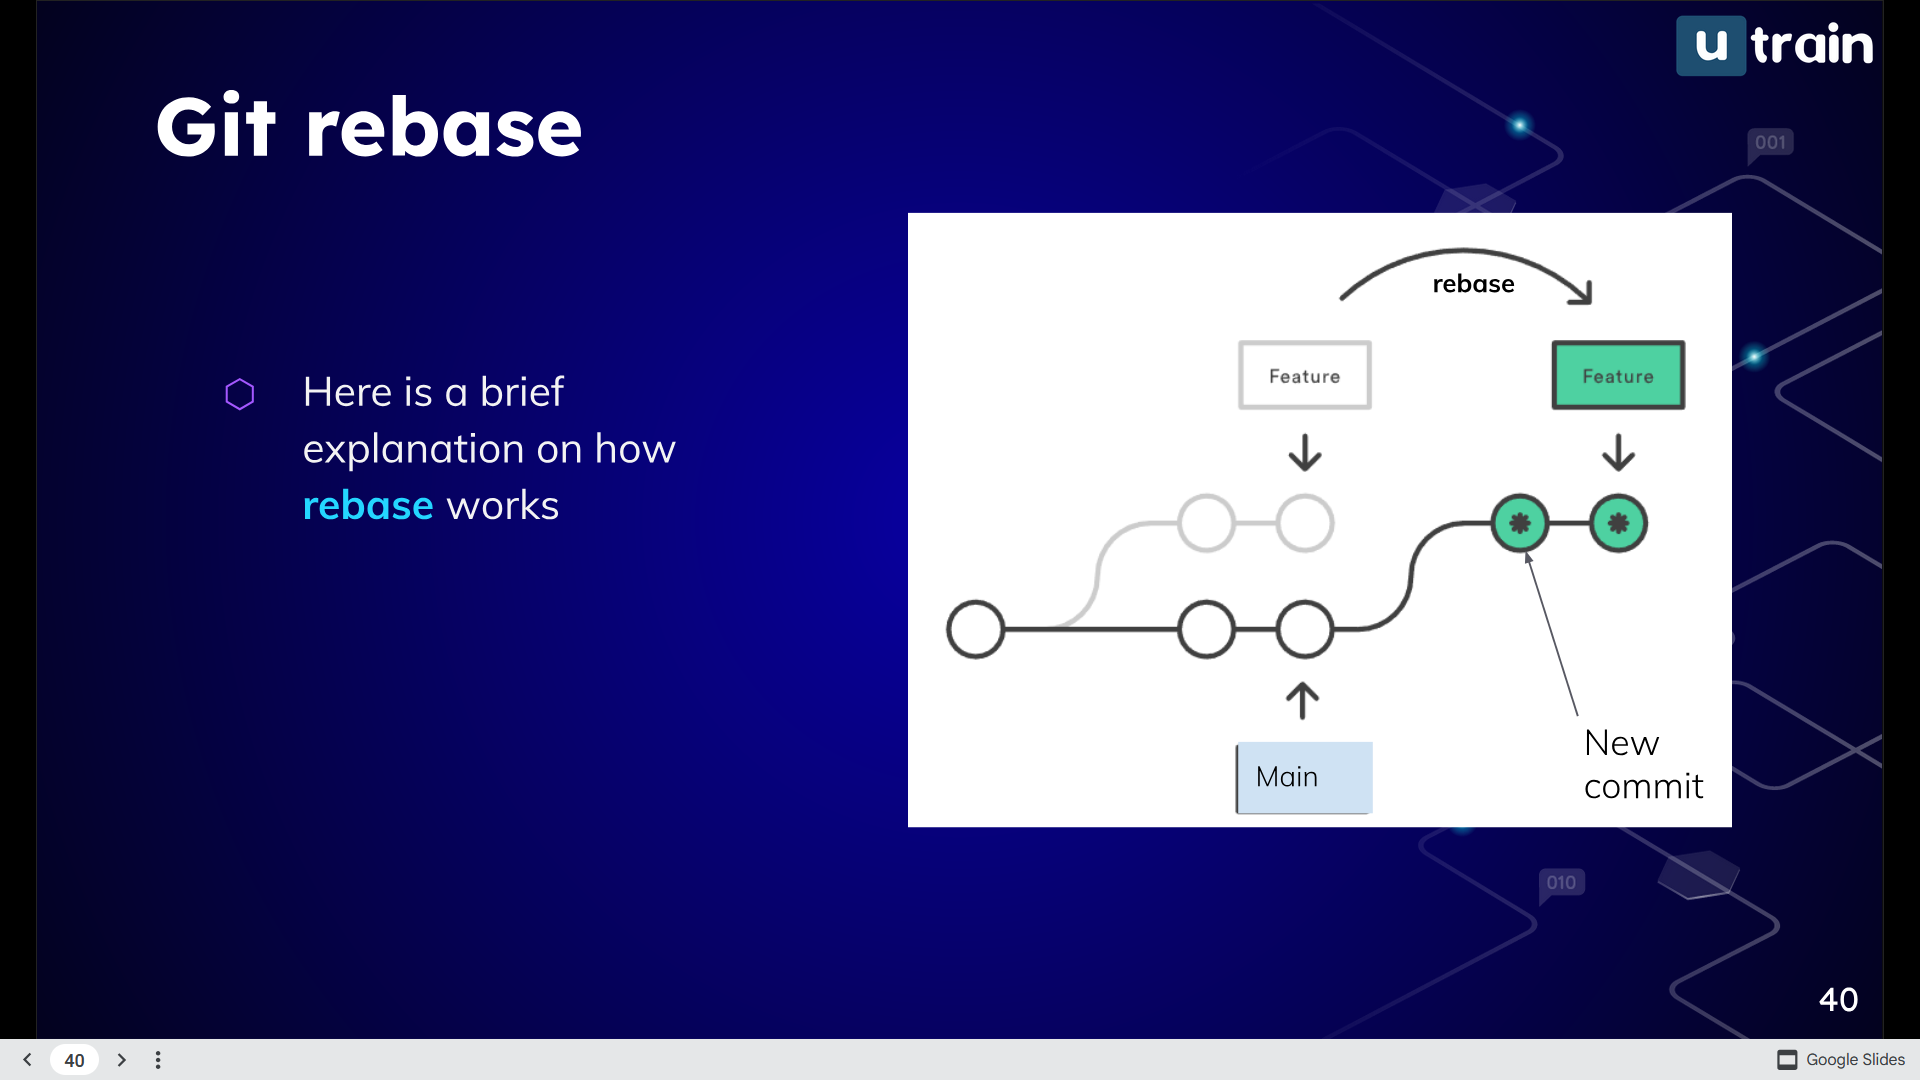 u train
Git rebase
001
rebase
Feature
Feature
Here is a brief
explanation on how
rebase works
Main
New
commit
010
40
40
Google Slides